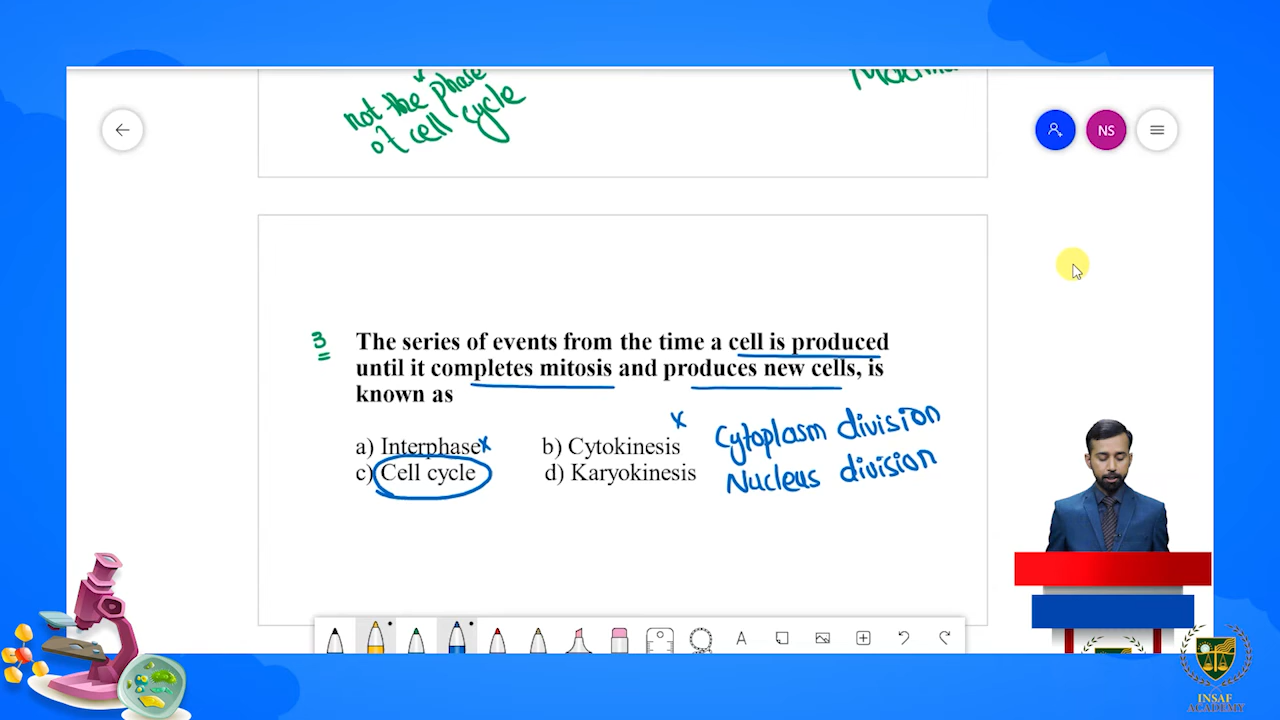 not the phase
of cell cycle
NS
3
The series of events from the time a cell is produced
until it completes mitosis and produces new cells, is
known as
a) Interphase x b) Cytokinesis x Cytoplasm division
c) Cell cycle d) Karyokinesis Nucleus division
A
INSAF
ACADEMY